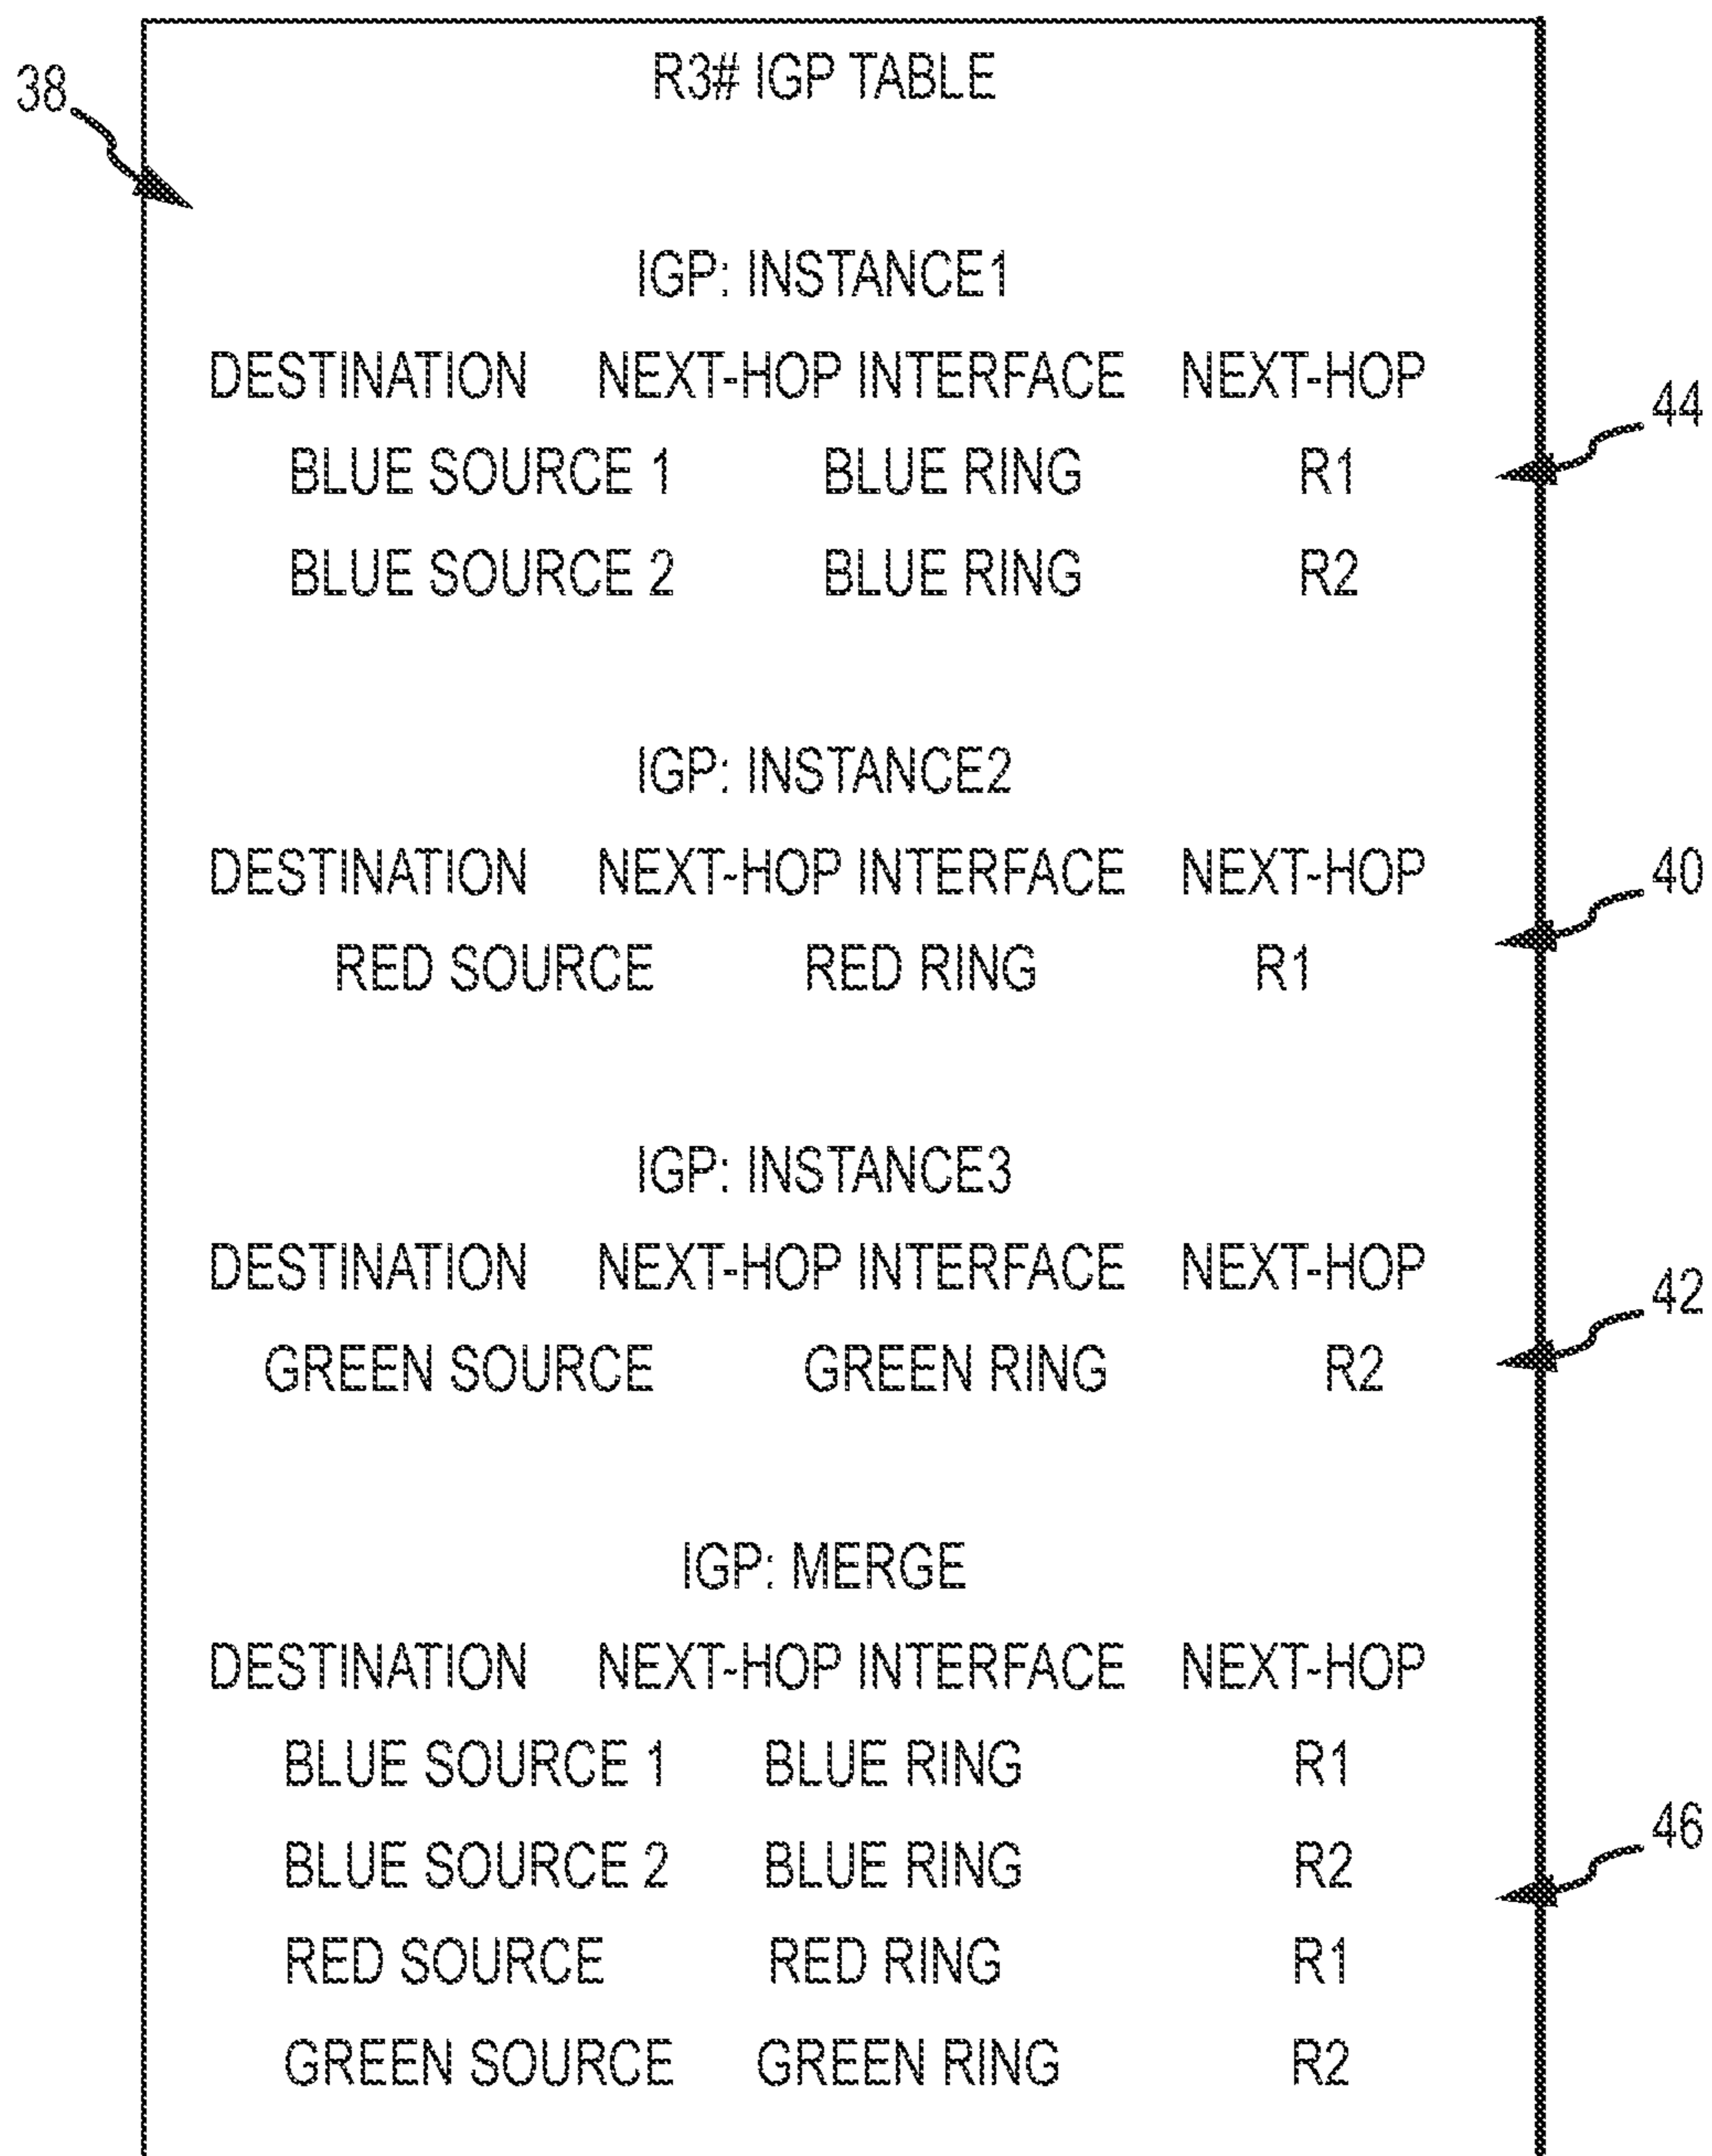 R3# IGP TABLE
38
IGP: INSTANCE1
DESTINATION NEXT-HOP INTERFACE NEXT-HOP
44
BLUE SOURCE 1 BLUE RING R1
BLUE SOURCE 2 BLUE RING R2
IGP: INSTANCE2
DESTINATION NEXT-HOP INTERFACE NEXT-HOP
40
RED SOURCE RED RING R1
IGP: INSTANCE3
DESTINATION NEXT-HOP INTERFACE NEXT-HOP
42
GREEN SOURCE GREEN RING R2
IGP: MERGE
DESTINATION NEXT-HOP INTERFACE NEXT-HOP
BLUE SOURCE 1 BLUE RING R1
46
BLUE SOURCE 2 BLUE RING R2
RED SOURCE RED RING R1
GREEN SOURCE GREEN RING R2